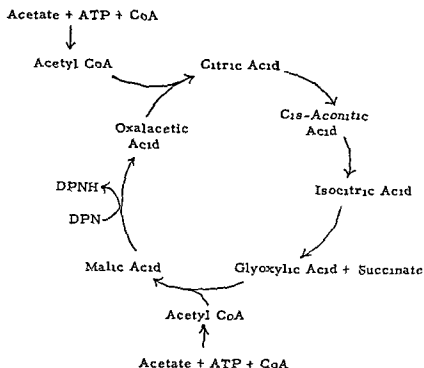 Acetate + ATP + CoA
Acetyl CoA
Citric Acid
Cis-Aconitic
Acid
Oxalacetic
Acid
Isocitric Acid
DPNH
DPN
Malic Acid
Glyoxylic Acid + Succinate
Acetyl CoA
Acetate + ATP + CoA